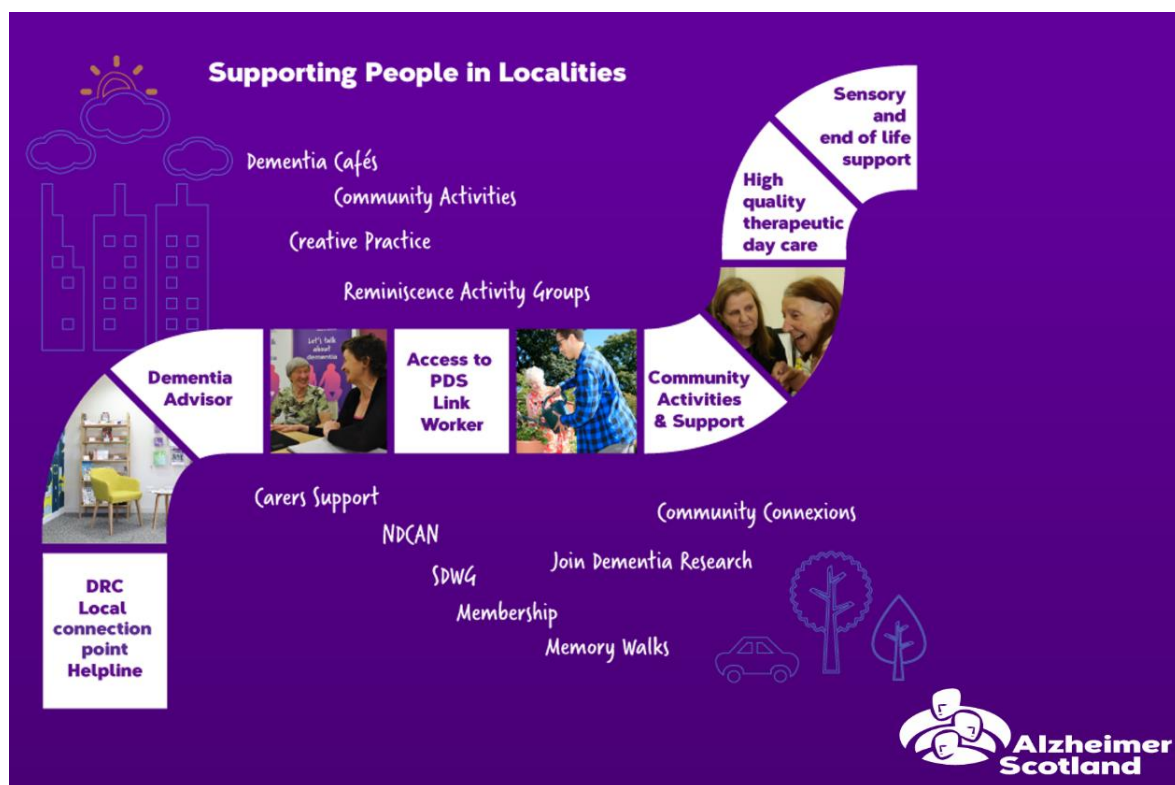 Supporting People in Localities
Dementia Cafés
Community Activities
Creative Practice
Reminiscence Activity Groups
DRC
Local
connection
point
Helpline
Dementia
Advisor
Let's talk
about
dementia
Access to
PDS
Link
Worker
Community
Activities
& Support
High
quality
therapeutic
day care
Sensory
and
end of life
support
Carers Support
NDCAN
SDWG
Membership
Memory Walks
Community Connexions
Join Dementia Research
Alzheimer
Scotland